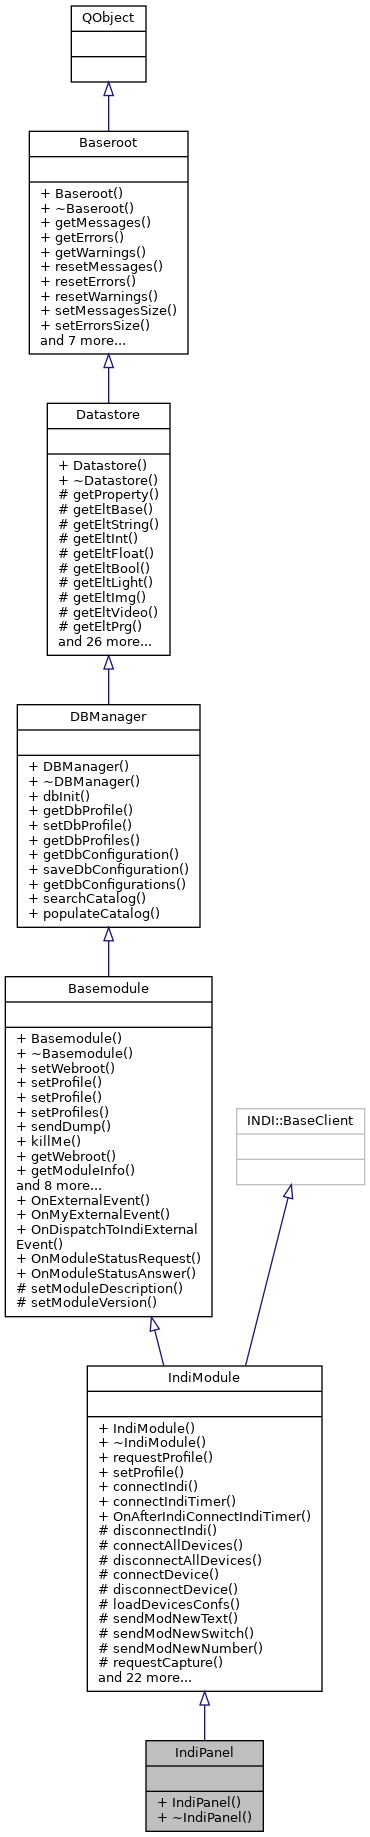 QObject
Baseroot
+ Baseroot()
+ ~Baseroot()
+ getMessages()
+ getErrors()
+ getWarnings()
+ resetMessages()
+ resetErrors()
+ resetWarnings()
+ setMessagesSize()
+ setErrorsSize()
and 7 more...
Datastore
+ Datastore()
+ ~Datastore()
# getProperty()
# getEltBase()
# getEltString()
# getEltInt()
# getEltFloat()
# getEltBool()
# getEltLight()
# getEltImg()
# getEltVideo()
# getEltPrg()
and 26 more...
DBManager
+ DBManager()
+ ~DBManager()
+ dbInit()
+ getDbProfile()
+ setDbProfile()
+ getDbProfiles()
+ getDbConfiguration()
+ saveDbConfiguration()
+ getDbConfigurations()
+ searchCatalog()
+ populateCatalog()
Basemodule
+ Basemodule()
+ ~Basemodule()
+ setWebroot()
+ setProfile()
+ setProfile()
+ setProfiles()
+ sendDump()
+ killMe()
+ getWebroot()
+ getModuleInfo()
and 8 more...
+ OnExternalEvent()
+ OnMyExternalEvent()
+ OnDispatchToIndiExternal
Event()
+ OnModuleStatusRequest()
+ OnModuleStatusAnswer()
# setModuleDescription()
# setModuleVersion()
INDI::BaseClient
IndiModule
+ IndiModule()
+ ~IndiModule()
+ requestProfile()
+ setProfile()
+ connectIndi()
+ connectIndiTimer()
+ OnAfterIndiConnectIndiTimer()
# disconnectIndi()
# connectAllDevices()
# disconnectAllDevices()
# connectDevice()
# disconnectDevice()
# loadDevicesConfs()
# sendModNewText()
# sendModNewSwitch()
# sendModNewNumber()
# requestCapture()
and 22 more...
IndiPanel
+ IndiPanel()
+ ~IndiPanel()